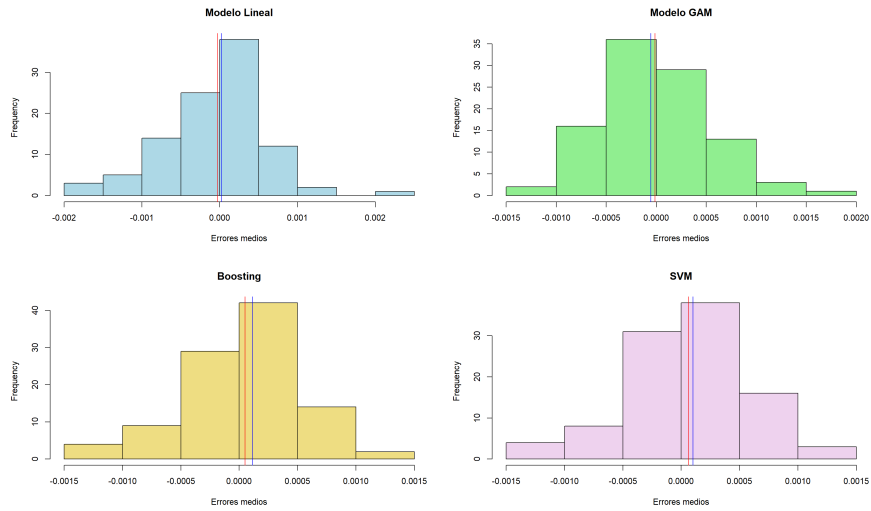 Modelo Lineal
Frequency
0 10 20 30
-0.002 -0.001 0.000 0.001 0.002
Errores medios
Modelo GAM
Frequency
0 5 10 15 20 25 30 35
-0.0015 -0.0010 -0.0005 0.0000 0.0005 0.0010 0.0015 0.0020
Errores medios
Boosting
Frequency
0 10 20 30 40
-0.0015 -0.0010 -0.0005 0.0000 0.0005 0.0010 0.0015
Errores medios
SVM
Frequency
0 10 20 30
-0.0015 -0.0010 -0.0005 0.0000 0.0005 0.0010 0.0015
Errores medios